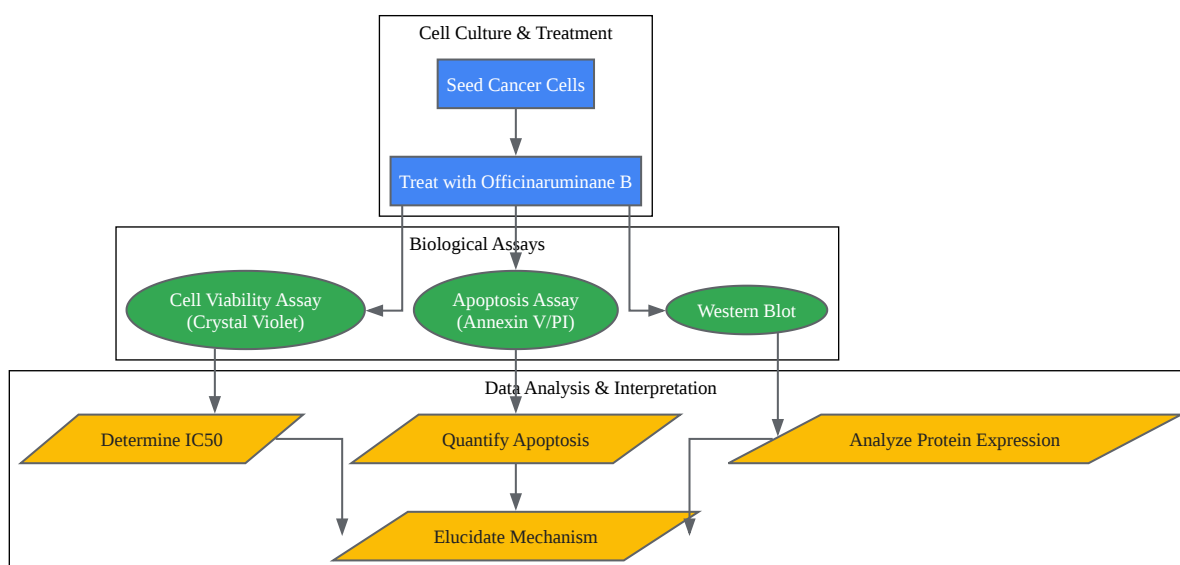 Cell Culture & Treatment
Seed Cancer Cells
Treat with Officinaruminane B
Biological Assays
Cell Viability Assay
(Crystal Violet)
Apoptosis Assay
(Annexin V/PI)
Western Blot
Data Analysis & Interpretation
Determine IC50
Quantify Apoptosis
Analyze Protein Expression
Elucidate Mechanism